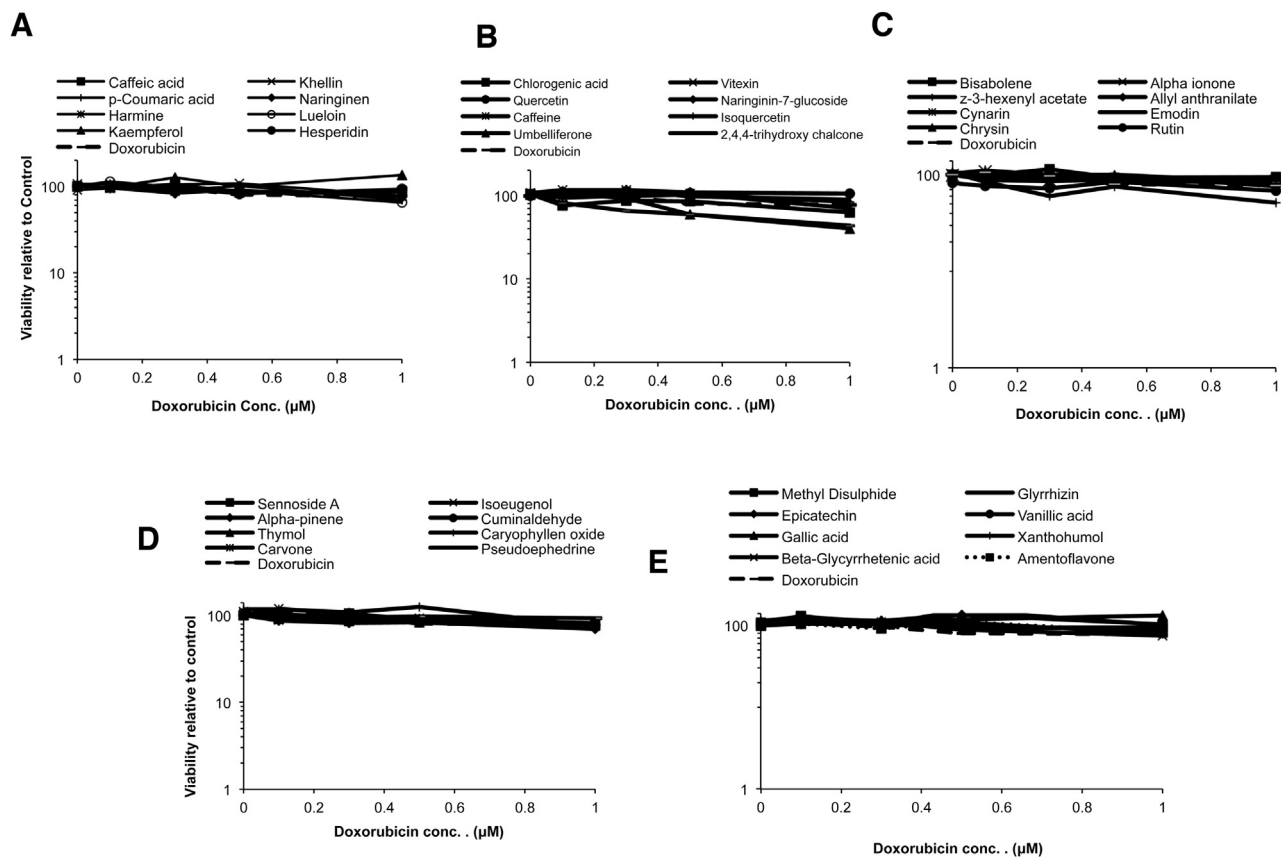 A
Caffeic acid
Khellin
p-Coumaric acid
Naringinen
Harmine
Lueloin
Kaempferol
Hesperidin
Doxorubicin
Viability relative to Control
100
10
1
0
0.2
0.4
0.6
0.8
1
Doxorubicin Conc. (µM)
B
Chlorogenic acid
Vitexin
Quercetin
Naringinin-7-glucoside
Caffeine
Isoquercetin
Umbelliferone
2,4,4-trihydroxy chalcone
Doxorubicin
100
10
1
0
0.2
0.4
0.6
0.8
1
Doxorubicin conc. . (µM)
C
Bisabolene
Alpha ionone
z-3-hexenyl acetate
Allyl anthranilate
Cynarin
Emodin
Chrysin
Rutin
Doxorubicin
100
1
0
0.2
0.4
0.6
0.8
1
Doxorubicin conc. . (µM)
D
Sennoside A
Isoeugenol
Alpha-pinene
Cuminaldehyde
Thymol
Caryophyllen oxide
Carvone
Pseudoephedrine
Doxorubicin
Viability relative to control
100
10
1
0
0.2
0.4
0.6
0.8
1
Doxorubicin conc. . (µM)
E
Methyl Disulphide
Glyrrhizin
Epicatechin
Vanillic acid
Gallic acid
Xanthohumol
Beta-Glycyrrhetenic acid
Amentoflavone
Doxorubicin
100
10
1
0
0.2
0.4
0.6
0.8
1
Doxorubicin conc. . (µM)